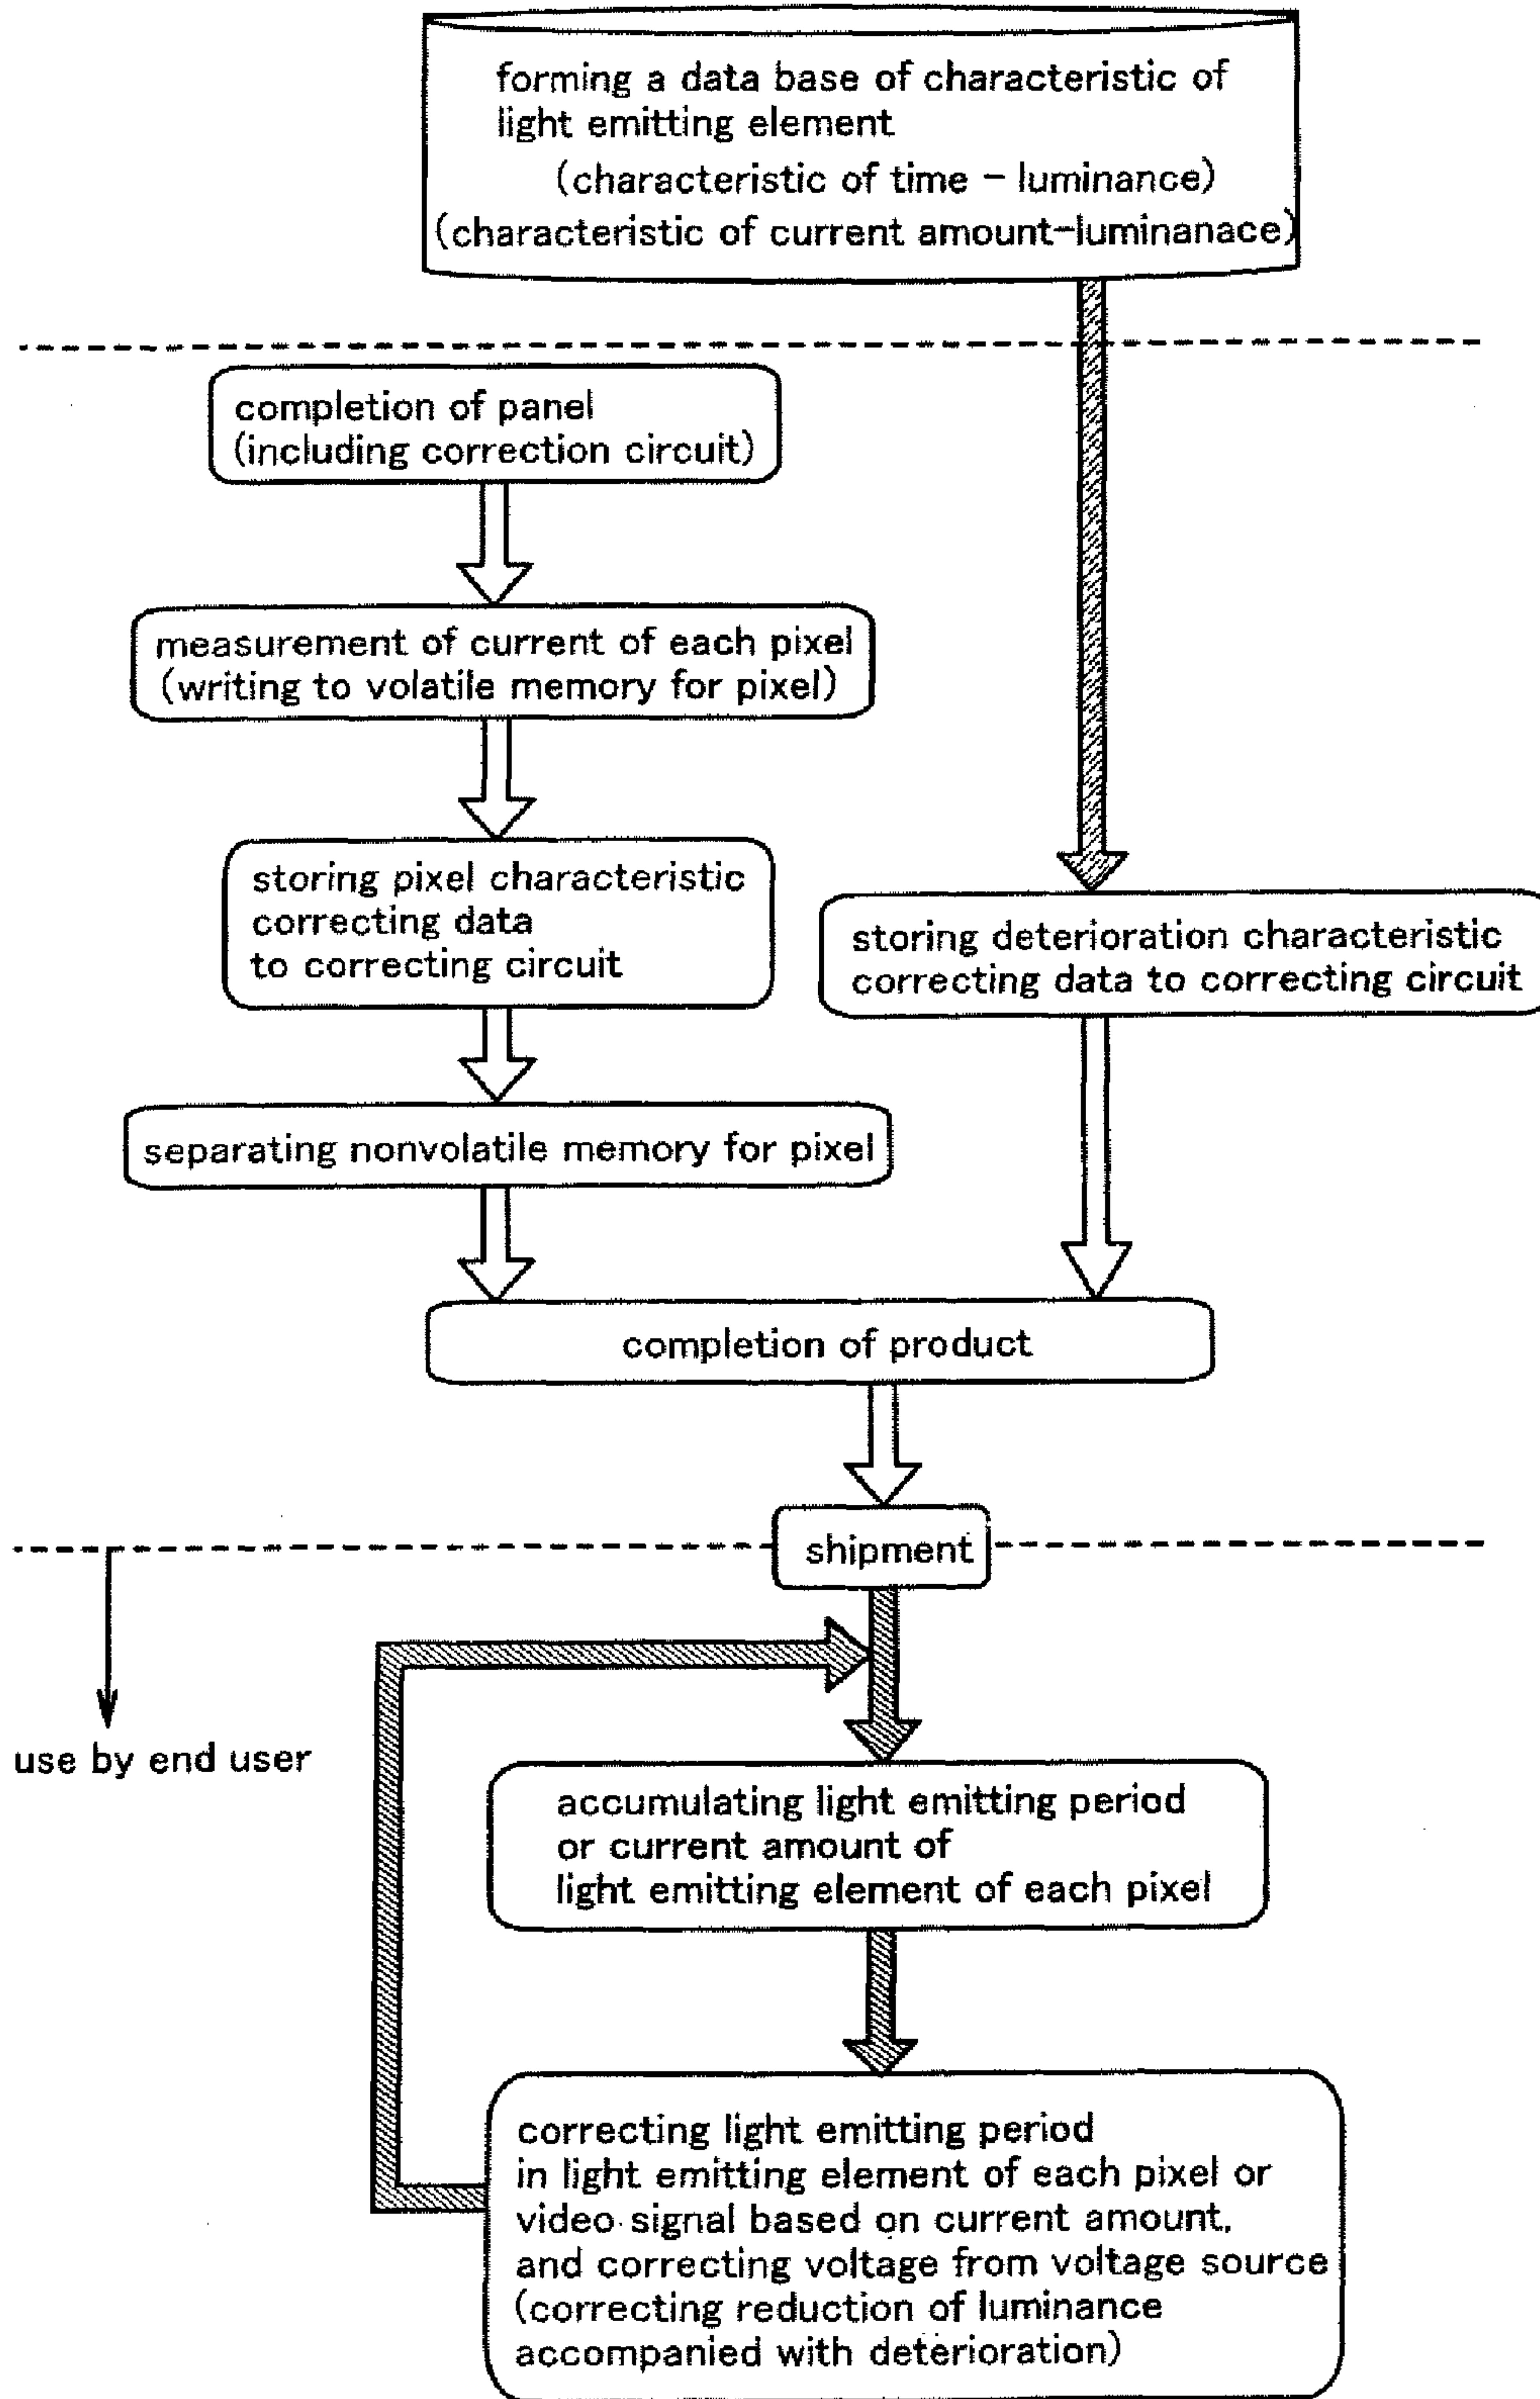 forming a data base of characteristic of
light emitting element
(characteristic of time - luminance)
(characteristic of current amount-luminanace)
completion of panel
(including correction circuit)
measurement of current of each pixel
(writing to volatile memory for pixel)
storing pixel characteristic
correcting data
to correcting circuit
storing deterioration characteristic
correcting data to correcting circuit
separating nonvolatile memory for pixel
completion of product
shipment
use by end user
accumulating light emitting period
or current amount of
light emitting element of each pixel
correcting light emitting period
in light emitting element of each pixel or
video signal based on current amount,
and correcting voltage from voltage source
(correcting reduction of luminance
accompanied with deterioration)